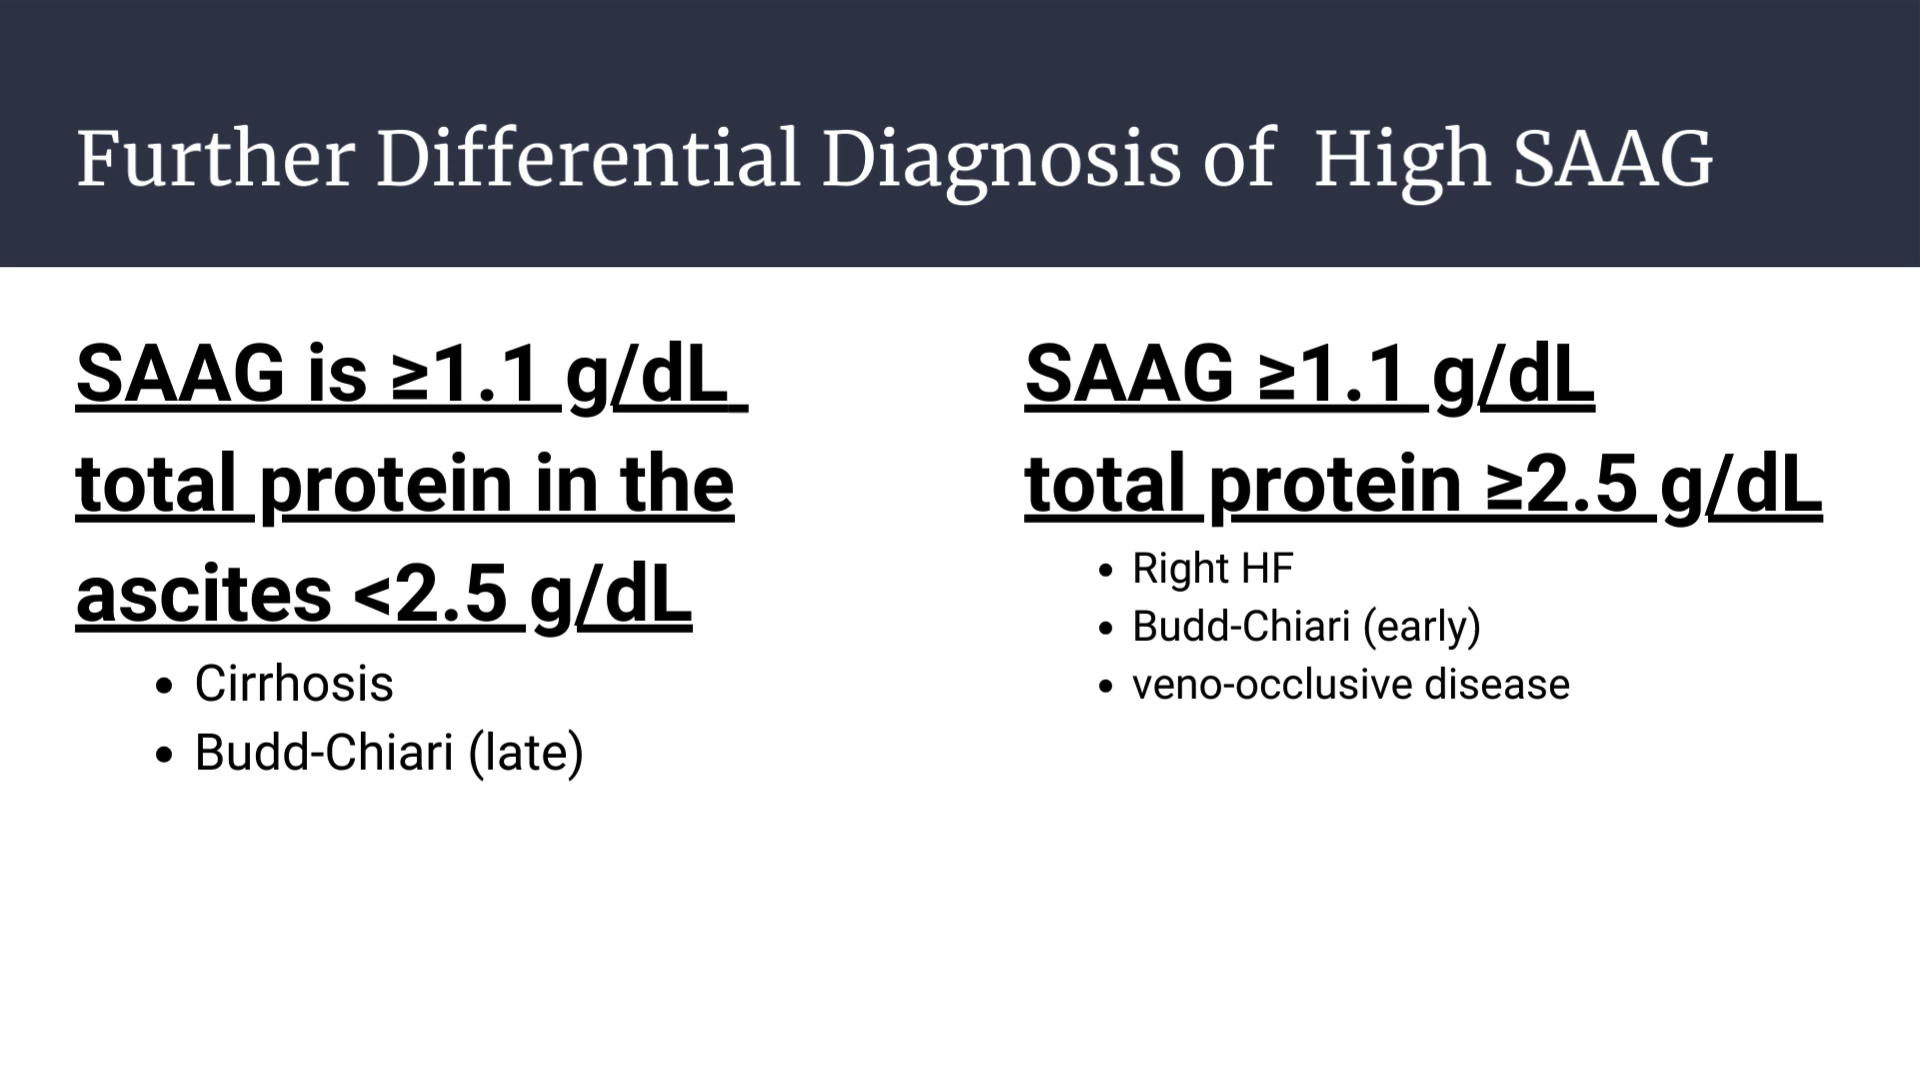 Further Differential Diagnosis of  High SAAG
SAAG is ≥1.1 g/dL
total protein in the
ascites <2.5 g/dL
• Cirrhosis
• Budd-Chiari (late)
SAAG ≥1.1 g/dL
total protein ≥2.5 g/dL
• Right HF
• Budd-Chiari (early)
• veno-occlusive disease